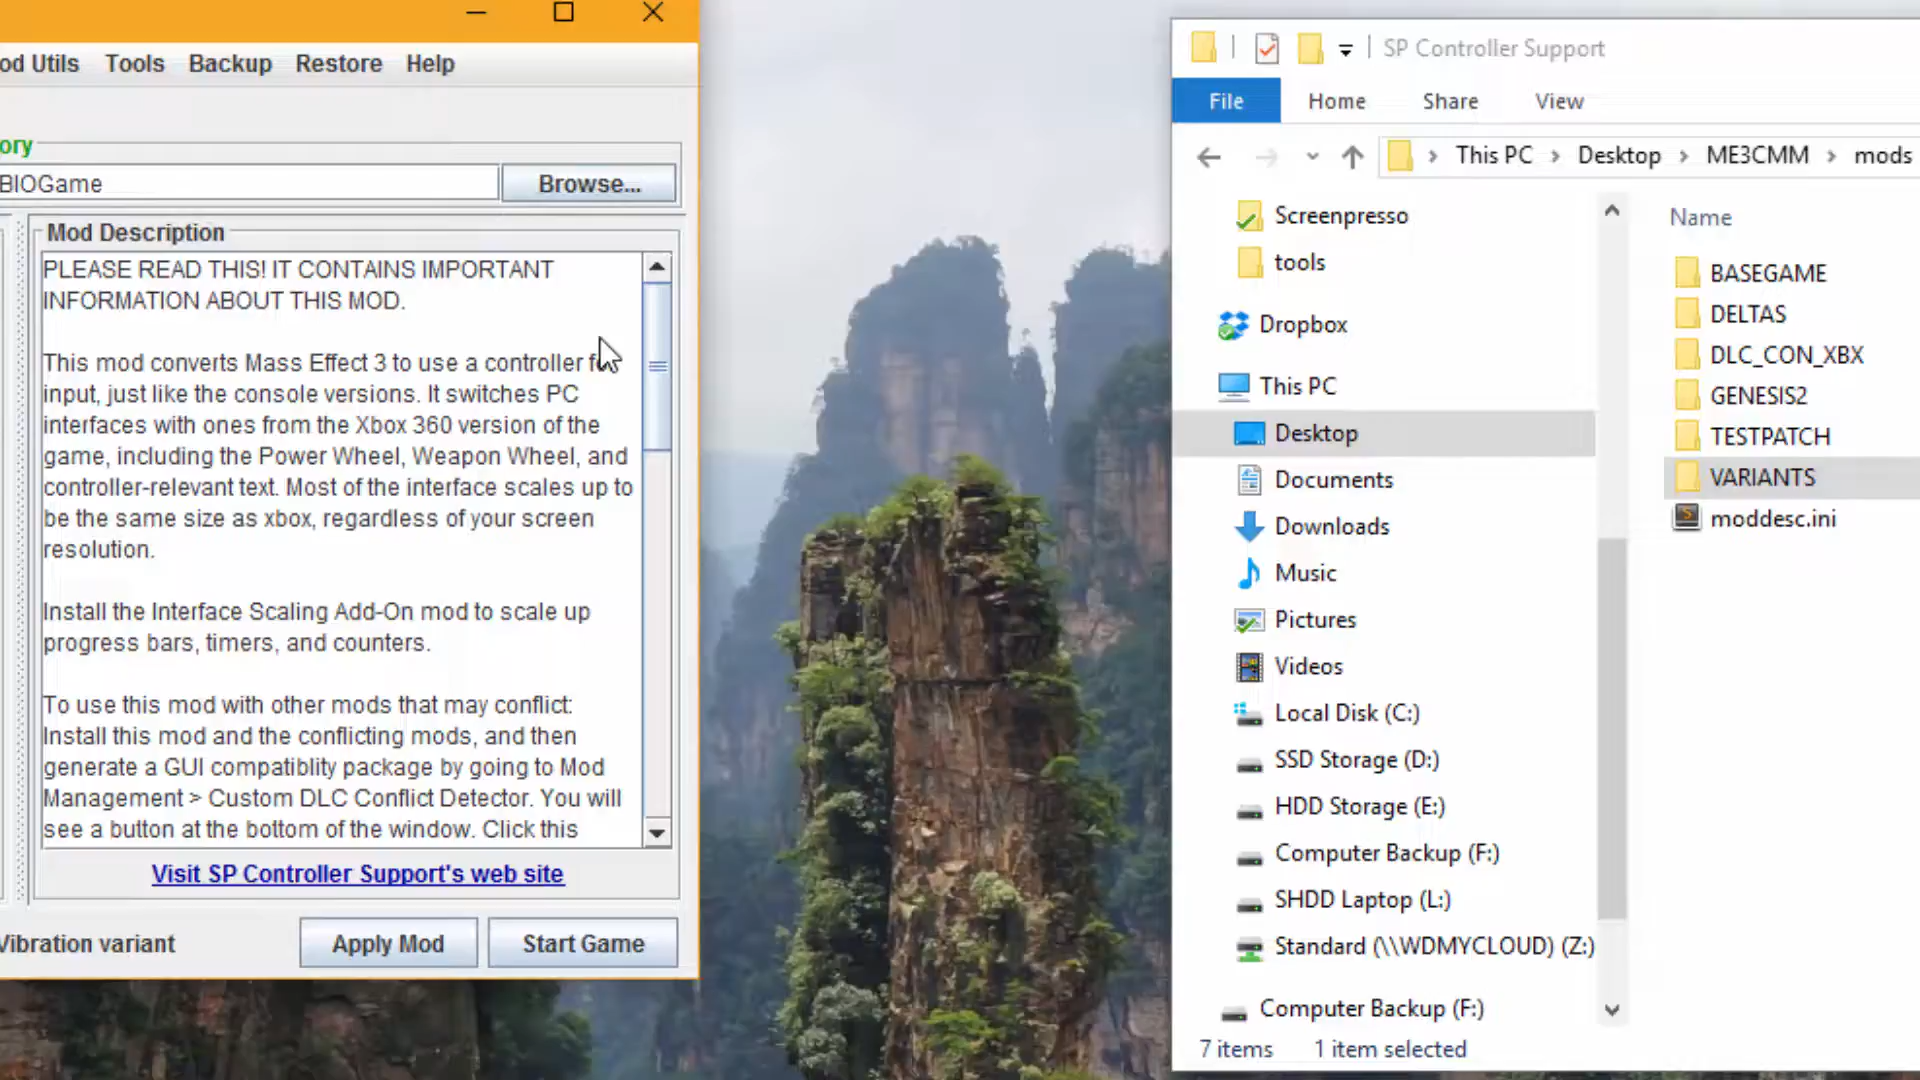 od Utils Tools Backup Restore Help
ory
BIOGame Browse...
Mod Description
PLEASE READ THIS! IT CONTAINS IMPORTANT
INFORMATION ABOUT THIS MOD.
This mod converts Mass Effect 3 to use a controller f
input, just like the console versions. It switches PC
interfaces with ones from the Xbox 360 version of the
game, including the Power Wheel, Weapon Wheel, and
controller-relevant text. Most of the interface scales up to
be the same size as xbox, regardless of your screen
resolution.
Install the Interface Scaling Add-On mod to scale up
progress bars, timers, and counters.
To use this mod with other mods that may conflict:
Install this mod and the conflicting mods, and then
generate a GUI compatiblity package by going to Mod
Management > Custom DLC Conflict Detector. You will
see a button at the bottom of the window. Click this
Visit SP Controller Support's web site
Vibration variant Apply Mod Start Game
SP Controller Support
File Home Share View
This PC > Desktop > ME3CMM > mods
Screenpresso
tools
Dropbox
This PC
Desktop
Documents
Downloads
Music
Pictures
Videos
Local Disk (C:)
SSD Storage (D:)
HDD Storage (E:)
Computer Backup (F:)
SHDD Laptop (L:)
Standard (\\WDMYCLOUD) (Z:)
Computer Backup (F:)
Name
BASEGAME
DELTAS
DLC_CON_XBX
GENESIS2
TESTPATCH
VARIANTS
moddesc.ini
7 items 1 item selected